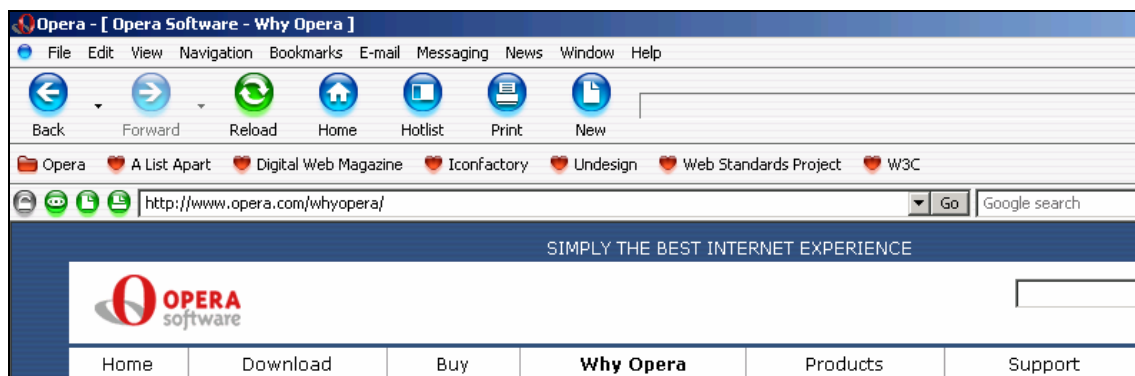 Opera - [ Opera Software - Why Opera ]
File Edit View Navigation Bookmarks E-mail Messaging News Window Help
Back Forward Reload Home Hotlist Print New
Opera A List Apart Digital Web Magazine Iconfactory Undesign Web Standards Project W3C
http://www.opera.com/whyopera/ Go Google search
SIMPLY THE BEST INTERNET EXPERIENCE
OPERA
software
Home Download Buy Why Opera Products Support